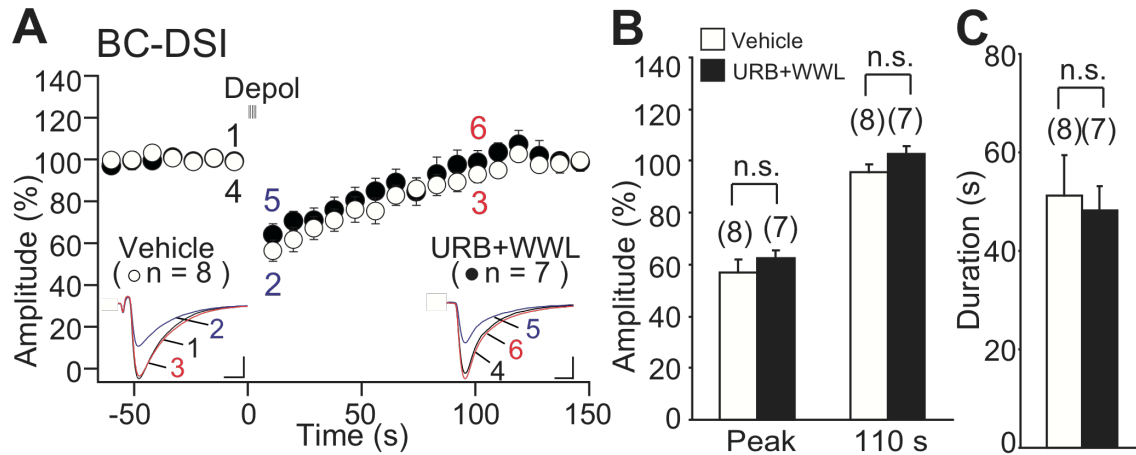 A
BC-DSI
Depol
Amplitude (%)
140
120
100
80
60
40
20
0
1
4
5
2
6
3
Vehicle
( n = 8 )
URB+WWL
( n = 7 )
2
1
3
5
6
4
-50
0
50
100
150
Time (s)
B
Vehicle
URB+WWL
Amplitude (%)
140
120
100
80
60
40
20
0
n.s.
(8)
(7)
n.s.
(8)
(7)
Peak
110 s
C
Duration (s)
80
60
40
20
0
n.s.
(8)
(7)